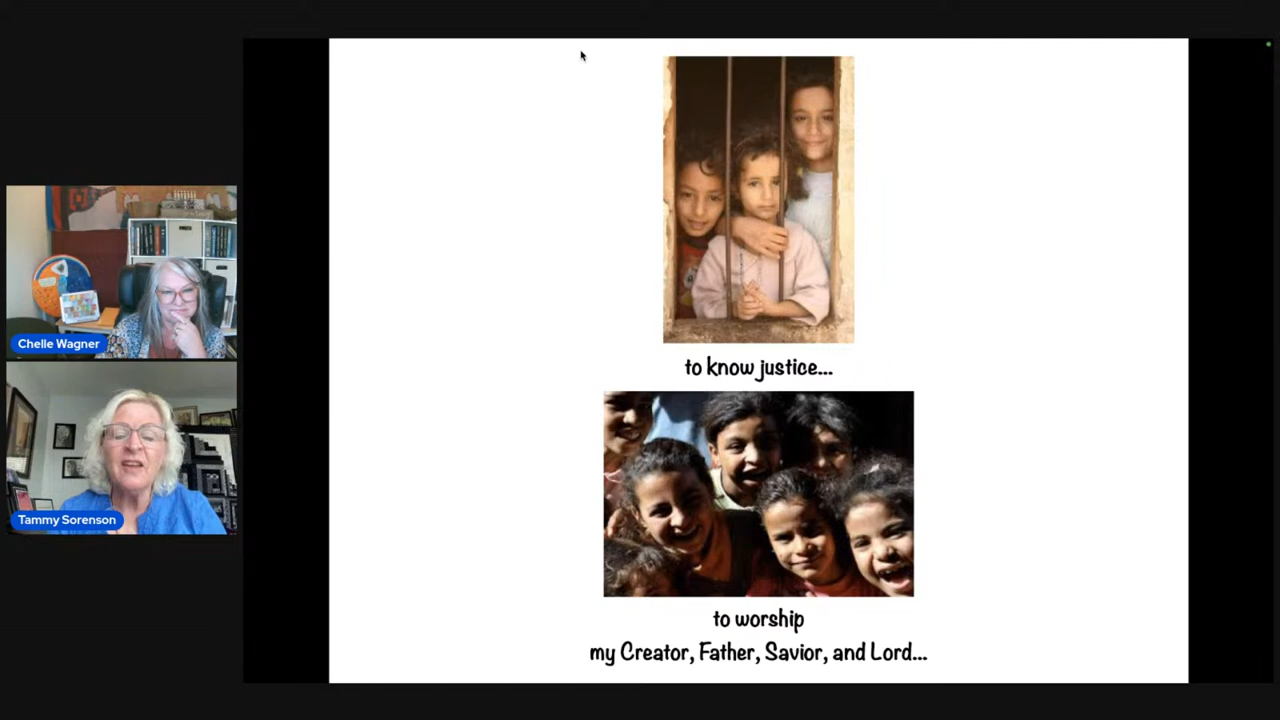 Chelle Wagner
Tammy Sorenson
to know justice...
to worship
my Creator, Father, Savior, and Lord...